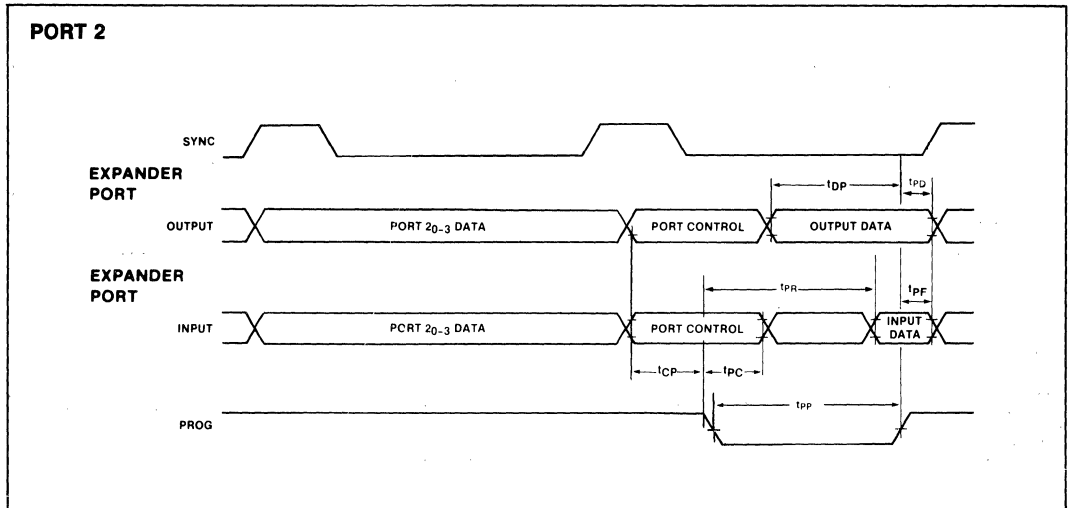 PORT 2
SYNC
EXPANDER
PORT
tDP
tPD
OUTPUT
PORT 20-3 DATA
PORT CONTROL
OUTPUT DATA
EXPANDER
PORT
tPR
tPF
INPUT
PORT 20-3 DATA
PORT CONTROL
INPUT
DATA
tCP
tPC
tPP
PROG